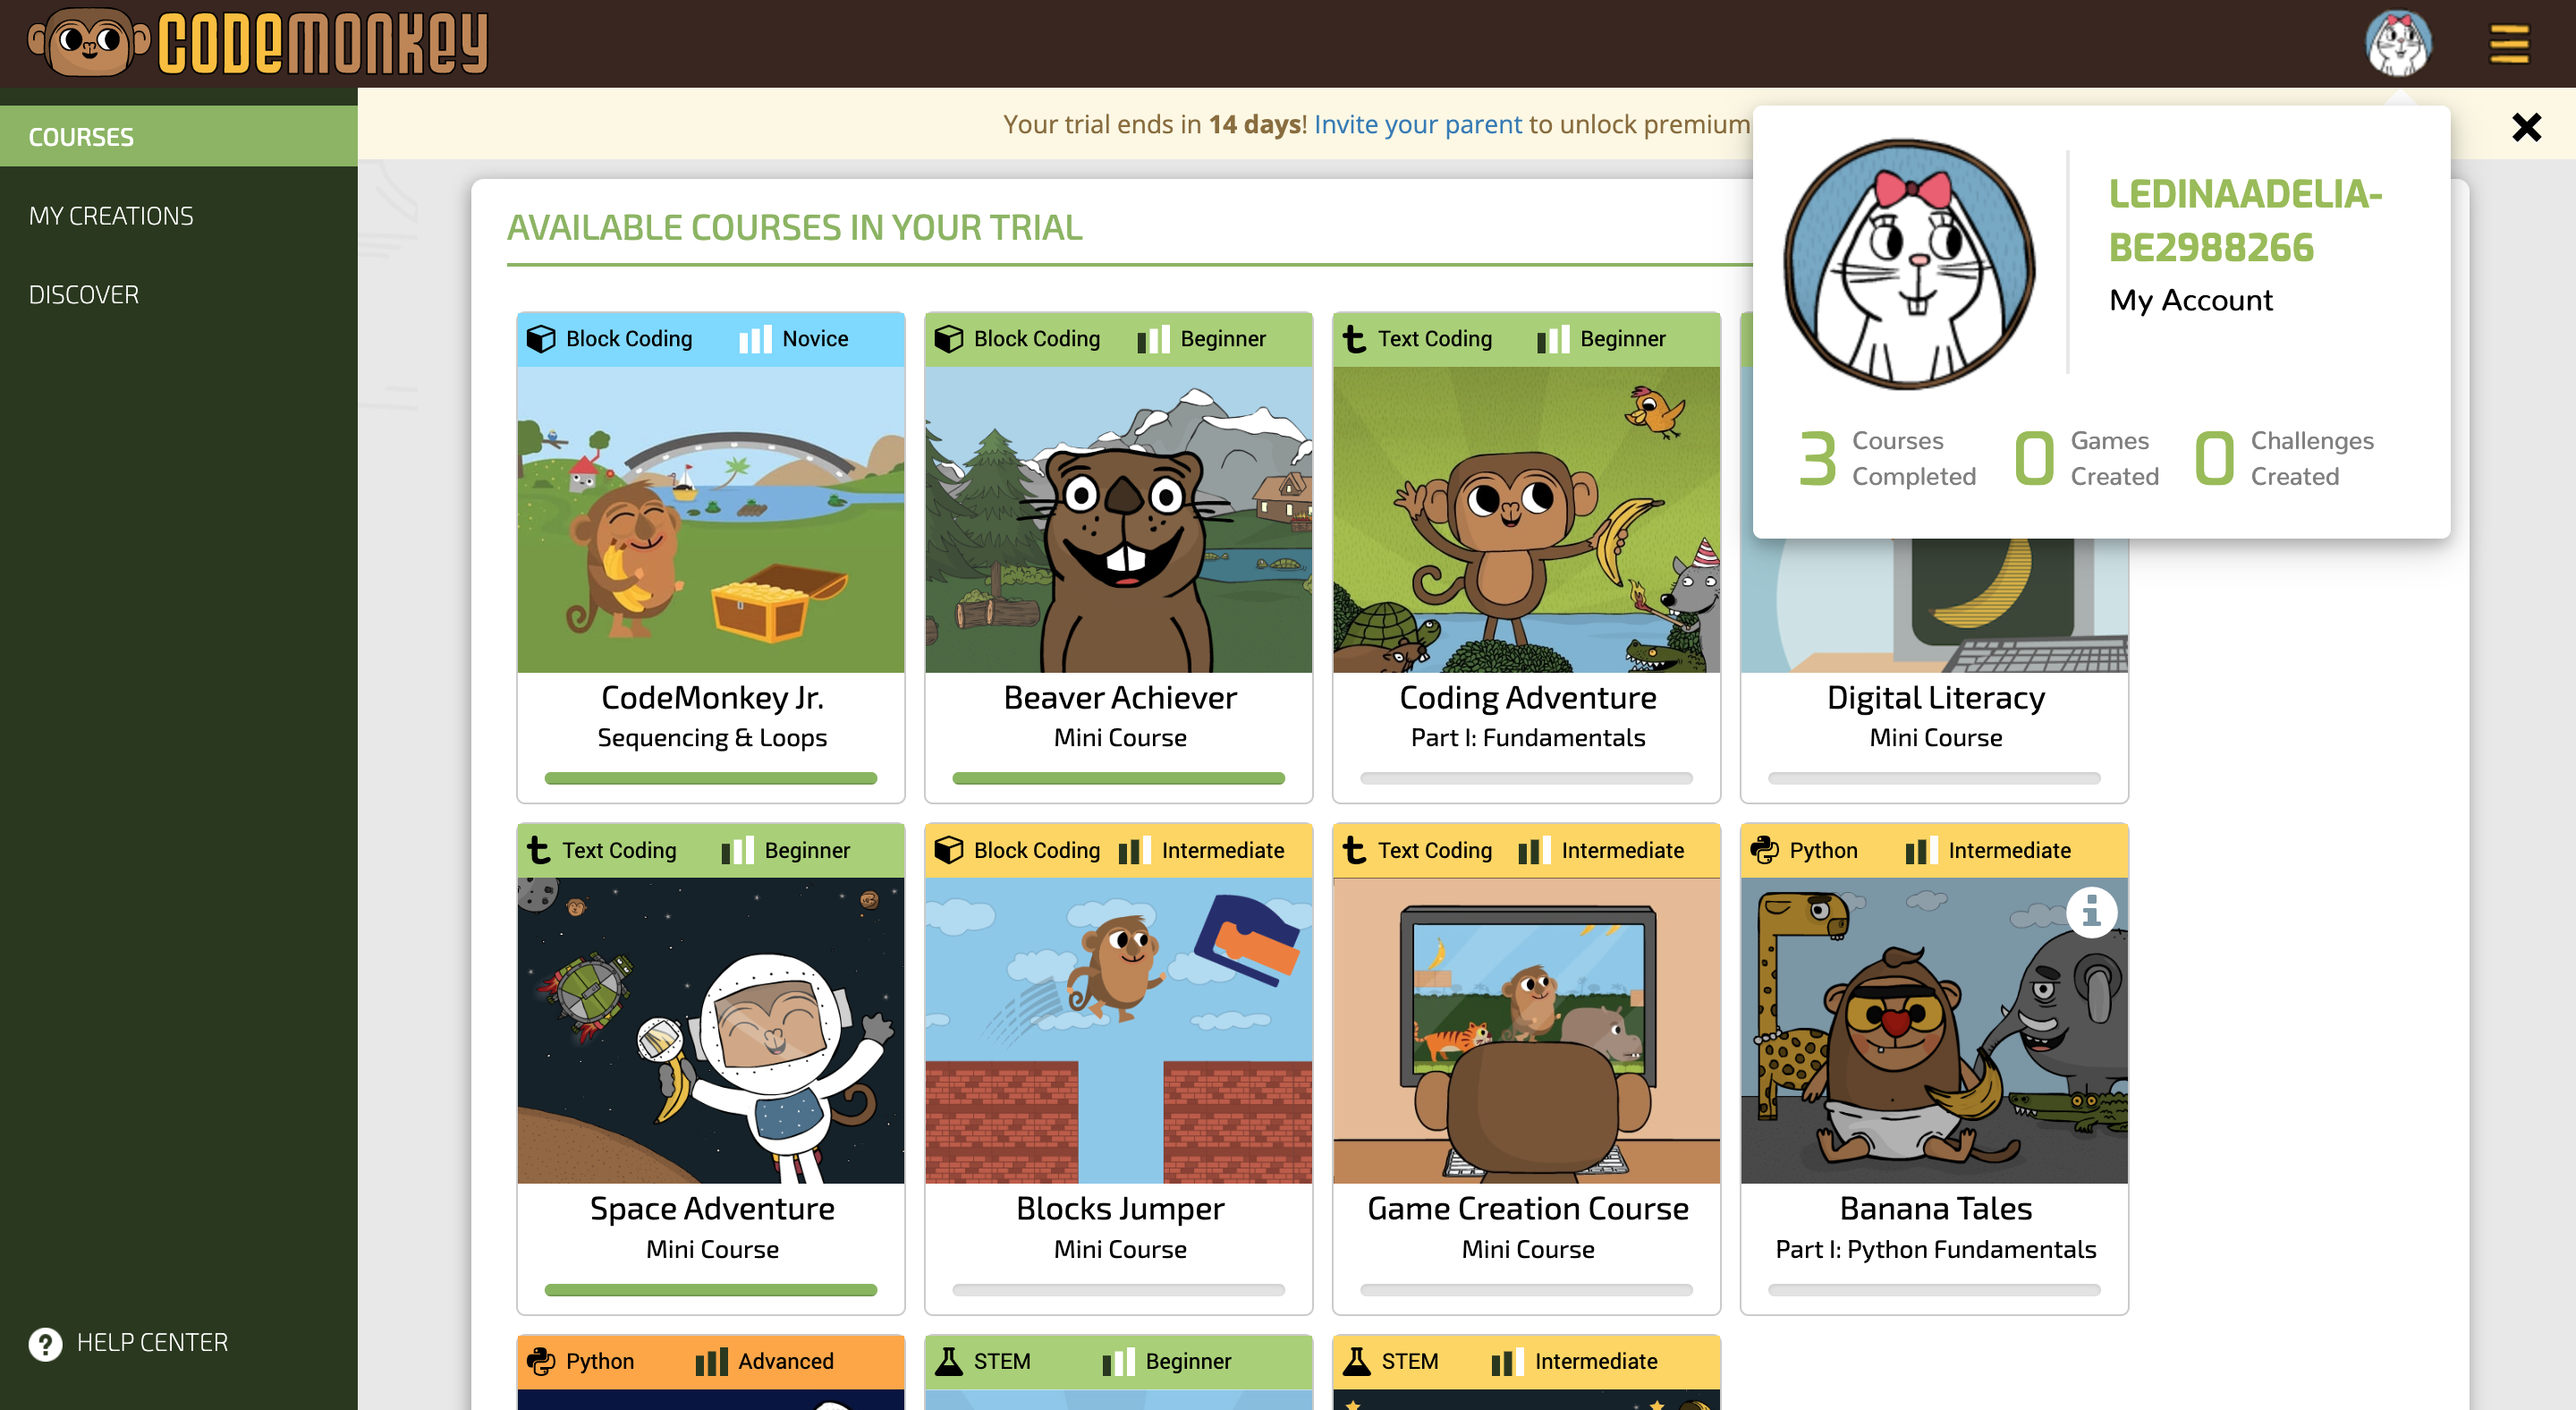 CODEMONKEY
COURSES
MY CREATIONS
DISCOVER
HELP CENTER
Your trial ends in 14 days! Invite your parent to unlock premium
AVAILABLE COURSES IN YOUR TRIAL
LEDINAADELIA-
BE2988266
My Account
3 Courses Completed
0 Games Created
0 Challenges Created
Block Coding Novice
CodeMonkey Jr.
Sequencing & Loops
Block Coding Beginner
Beaver Achiever
Mini Course
Text Coding Beginner
Coding Adventure
Part I: Fundamentals
Digital Literacy
Mini Course
Text Coding Beginner
Space Adventure
Mini Course
Block Coding Intermediate
Blocks Jumper
Mini Course
Text Coding Intermediate
Game Creation Course
Mini Course
Python Intermediate
Banana Tales
Part I: Python Fundamentals
Python Advanced
STEM Beginner
STEM Intermediate